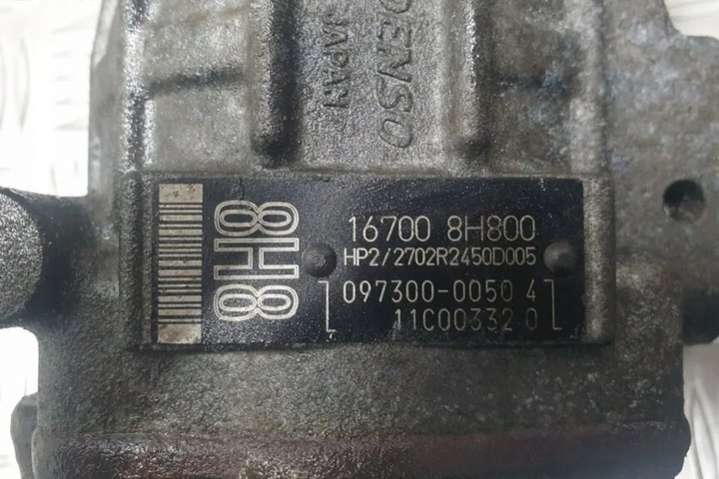 DENSO
JAPAN
8H8
16700 8H800
HP2/2702R2450D005
097300-0050 4
11C00332 0